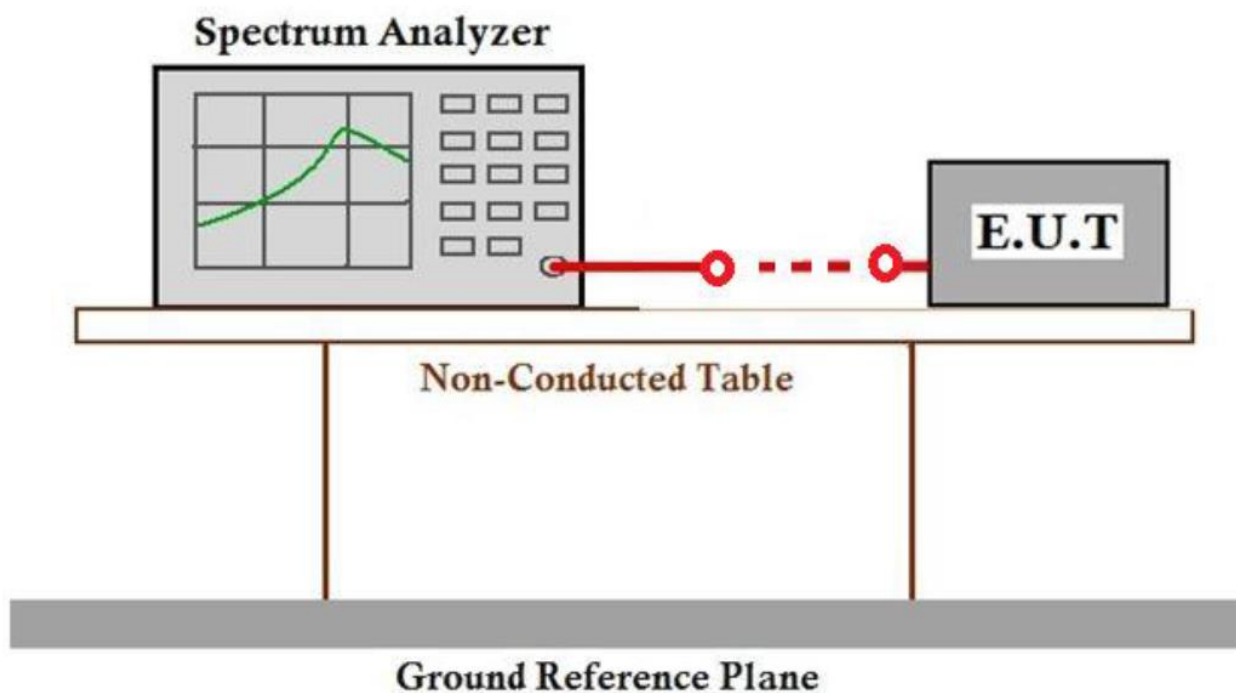 Spectrum Analyzer
E.U.T
Non-Conducted Table
Ground Reference Plane